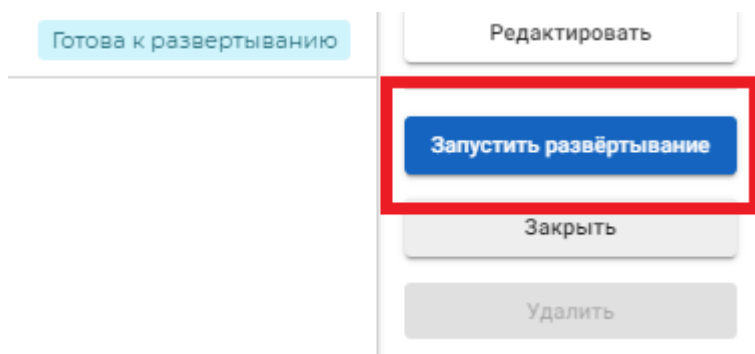 Готова к развертыванию
Редактировать
Запустить развёртывание
Закрыть
Удалить